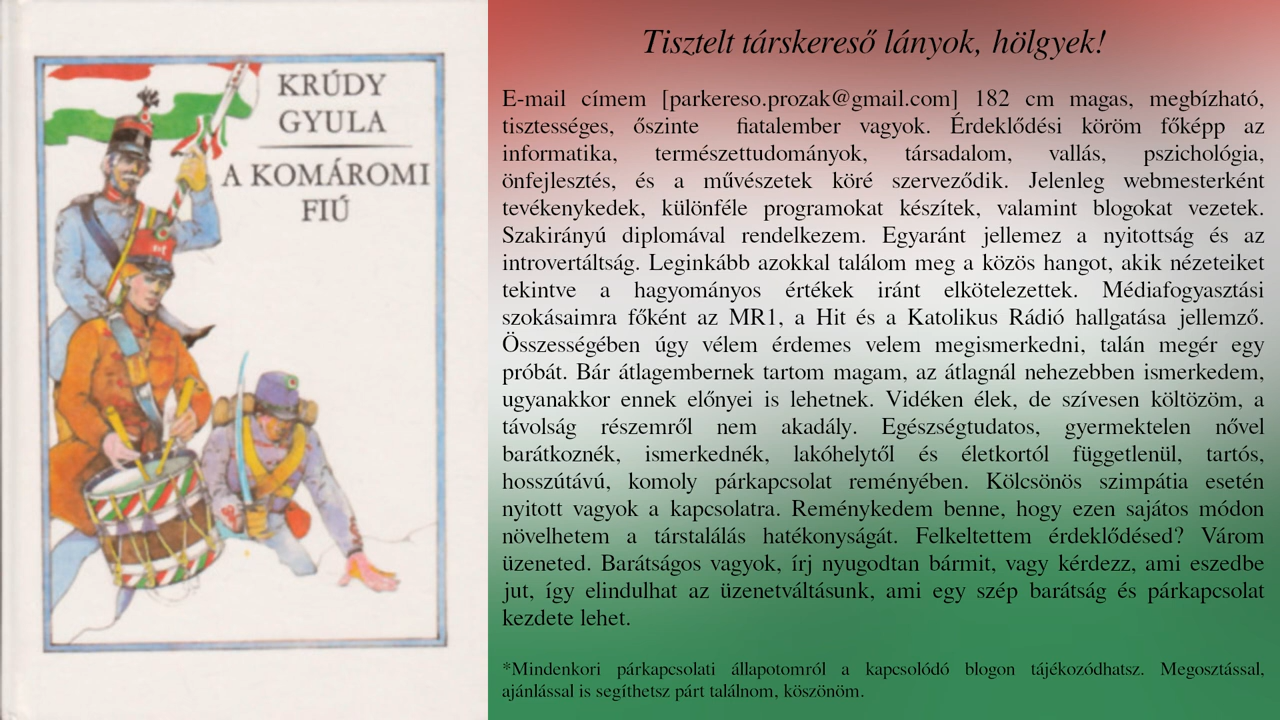 KRÚDY
GYULA
A KOMÁROMI
FIÚ
Tisztelt társkereső lányok, hölgyek!
E-mail címem [parkereso.prozak@gmail.com] 182 cm magas, megbízható,
tisztességes, őszinte fiatalember vagyok. Érdeklődési köröm főképp az
informatika, természettudományok, társadalom, vallás, pszichológia,
önfejlesztés, és a művészetek köré szerveződik. Jelenleg webmesterként
tevékenykedek, különféle programokat készítek, valamint blogokat vezetek.
Szakirányú diplomával rendelkezem. Egyaránt jellemez a nyitottság és az
introvertáltság. Leginkább azokkal találom meg a közös hangot, akik nézeteiket
tekintve a hagyományos értékek iránt elkötelezettek. Médiafogyasztási
szokásaimra főként az MR1, a Hit és a Katolikus Rádió hallgatása jellemző.
Összességében úgy vélem érdemes velem megismerkedni, talán megér egy
próbát. Bár átlagembernek tartom magam, az átlagnál nehezebben ismerkedem,
ugyanakkor ennek előnyei is lehetnek. Vidéken élek, de szívesen költözöm, a
távolság részemről nem akadály. Egészségtudatos, gyermektelen nővel
barátkoznék, ismerkednék, lakóhelytől és életkortól függetlenül, tartós,
hosszútávú, komoly párkapcsolat reményében. Kölcsönös szimpátia esetén
nyitott vagyok a kapcsolatra. Reménykedem benne, hogy ezen sajátos módon
növelhetem a társtalálás hatékonyságát. Felkeltettem érdeklődésed? Várom
üzeneted. Barátságos vagyok, írj nyugodtan bármit, vagy kérdezz, ami eszedbe
jut, így elindulhat az üzenetváltásunk, ami egy szép barátság és párkapcsolat
kezdete lehet.
*Mindenkori párkapcsolati állapotomról a kapcsolódó blogon tájékozódhatsz. Megosztással,
ajánlással is segíthetsz párt találnom, köszönöm.